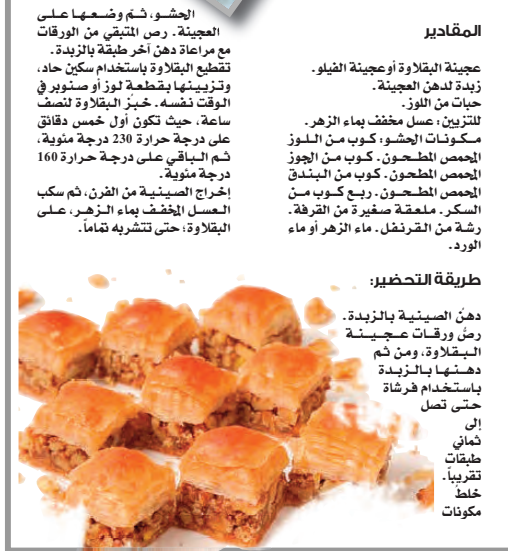 المقادير
عجينة البقلاوة أوعجينة الفيلو.
زبدة لدهن العجينة.
حبات من اللوز.
للتزيين: عسل مخفف بماء الزهر.
مكونات الحشو: كوب من اللوز
المحمص المطحون. كوب من الجوز
المحمص المطحون. كوب من البندق
المحمص المطحون. ربع كوب من
السكر. ملعقة صغيرة من القرفة.
رشة من القرنفل. ماء الزهر أو ماء
الورد.
طريقة التحضير:
دهن الصينية بالزبدة.
رصُ ورقات عجينة
البقلاوة، ومن ثم
دهنها بالزبدة
باستخدام فرشاة
حتى تصل
إلى
ثماني
طبقات
تقريباً.
خلط
مكونات
الحشو، ثمّ وضعها على
العجينة. رص المتبقي من الورقات
مع مراعاة دهن آخر طبقة بالزبدة.
تقطيع البقلاوة باستخدام سكين حاد،
وتزيينها بقطعة لوز أو صنوبر في
الوقت نفسه. خبز البقلاوة لنصف
ساعة، حيث تكون أول خمس دقائق
على درجة حرارة 230 درجة مئوية،
ثم الباقي على درجة حرارة 160
درجة مئوية.
إخراج الصينية من الفرن، ثم سكب
العسل المخفف بماء الزهر، على
البقلاوة؛ حتى تتشربه تماماً.